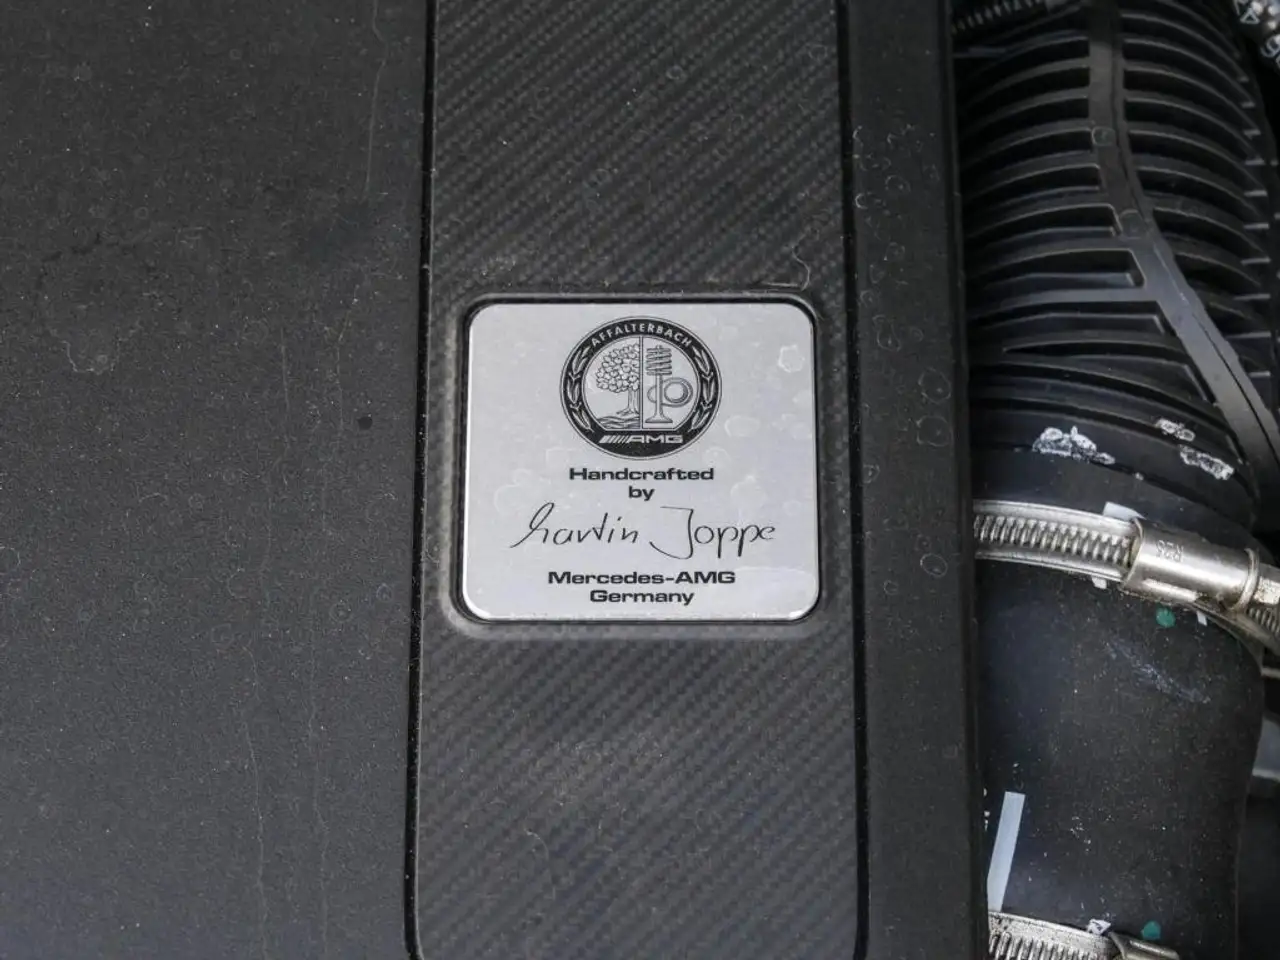 AFFALTERBACH
AMG
Handcrafted
by
Martin Joppe
Mercedes-AMG
Germany